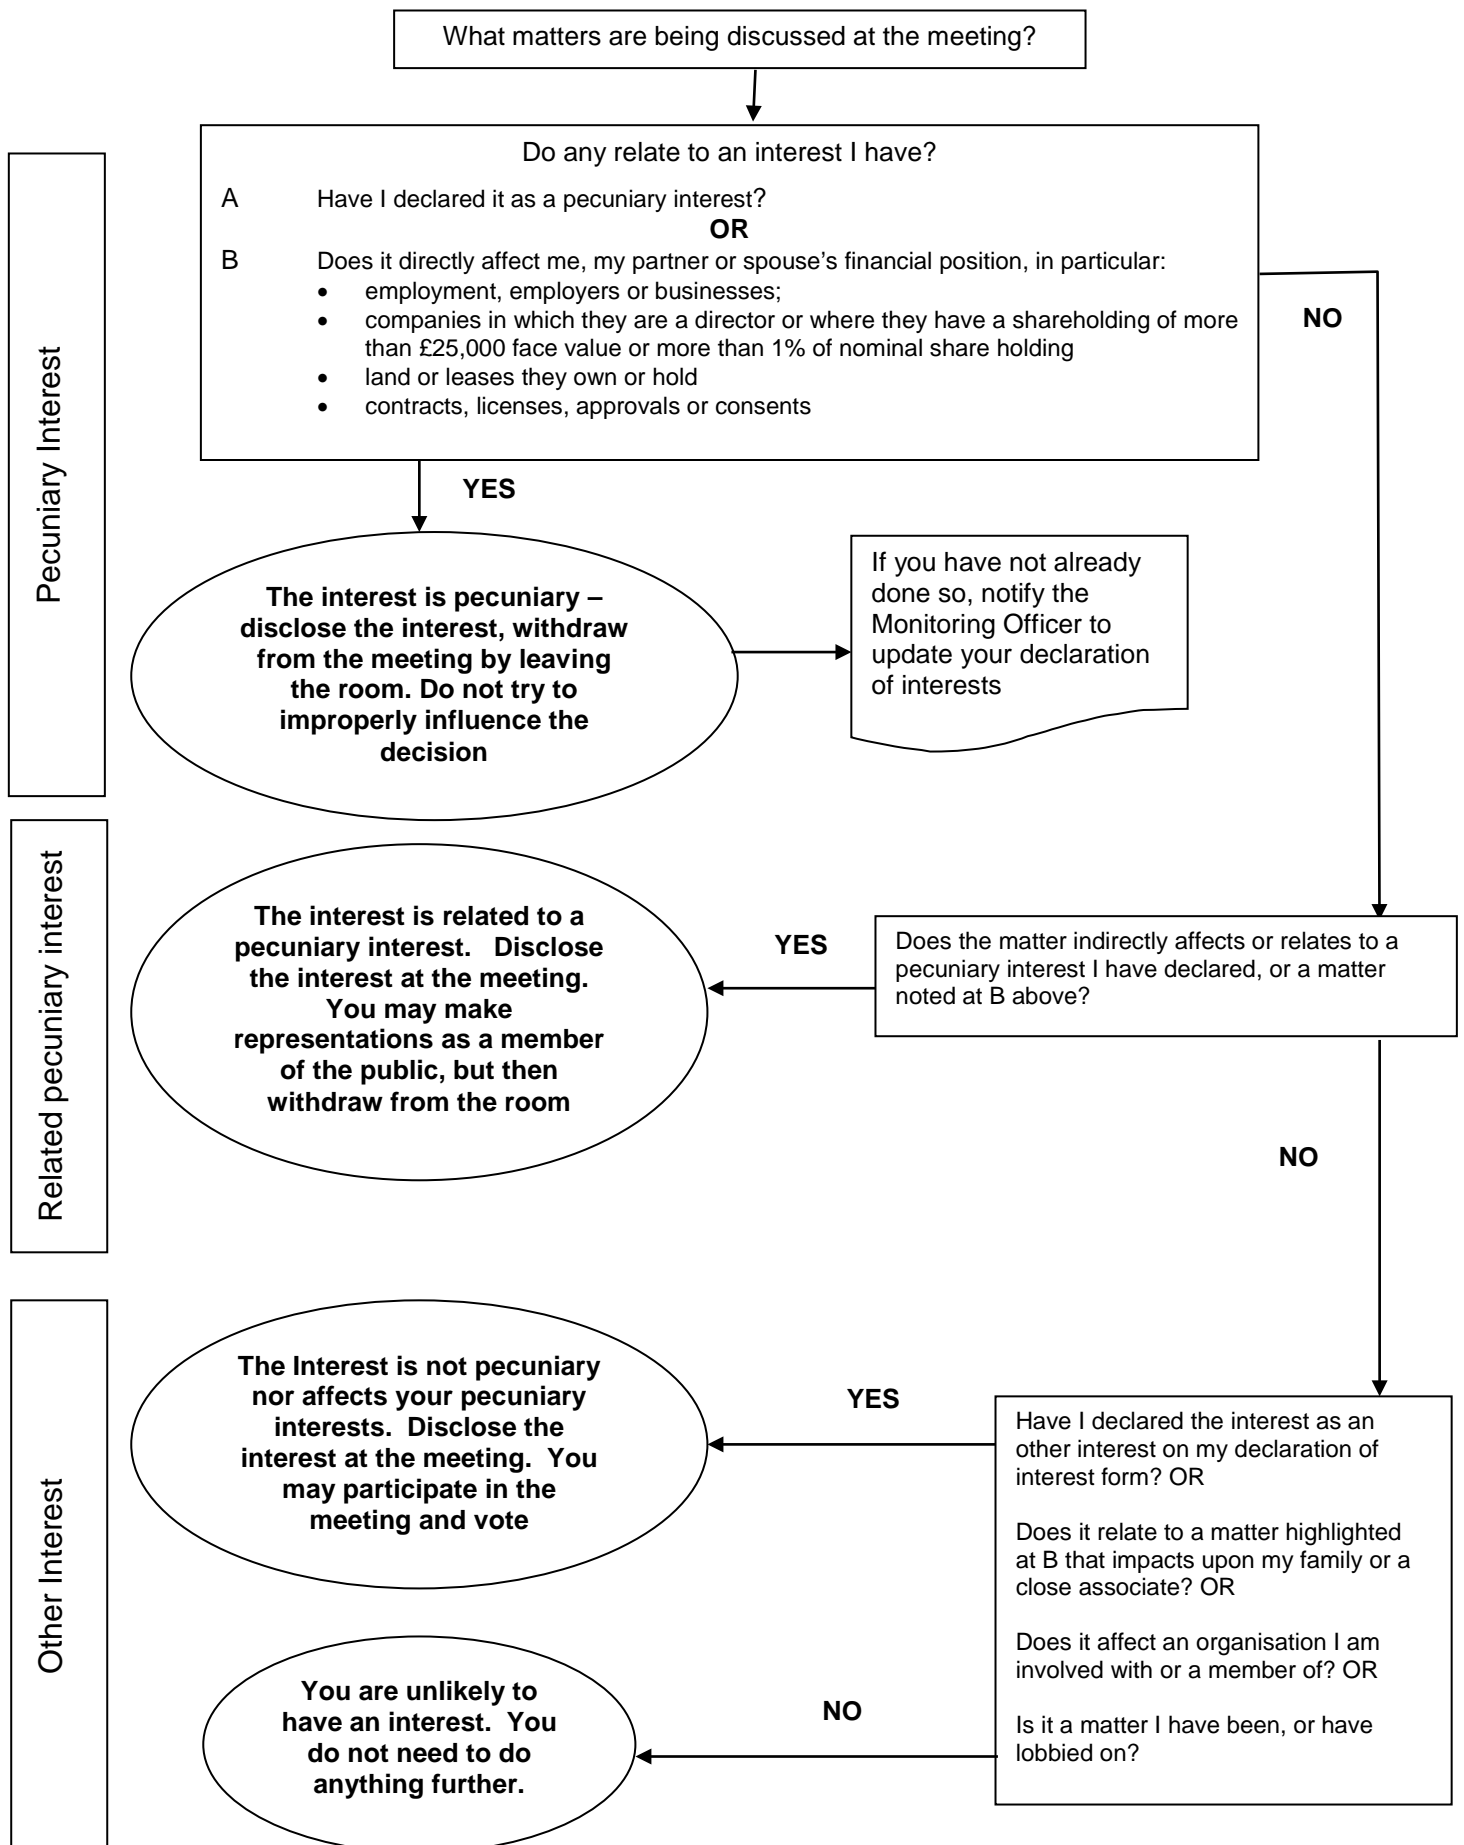 What matters are being discussed at the meeting?
Do any relate to an interest I have?
A Have I declared it as a pecuniary interest?
OR
B Does it directly affect me, my partner or spouse's financial position, in particular:
• employment, employers or businesses;
• companies in which they are a director or where they have a shareholding of more
than £25,000 face value or more than 1% of nominal share holding
• land or leases they own or hold
• contracts, licenses, approvals or consents
NO
Pecuniary Interest
YES
The interest is pecuniary –
disclose the interest, withdraw
from the meeting by leaving
the room. Do not try to
improperly influence the
decision
If you have not already
done so, notify the
Monitoring Officer to
update your declaration
of interests
Related pecuniary interest
The interest is related to a
pecuniary interest. Disclose
the interest at the meeting.
You may make
representations as a member
of the public, but then
withdraw from the room
YES
Does the matter indirectly affects or relates to a
pecuniary interest I have declared, or a matter
noted at B above?
NO
Other Interest
The Interest is not pecuniary
nor affects your pecuniary
interests. Disclose the
interest at the meeting. You
may participate in the
meeting and vote
YES
Have I declared the interest as an
other interest on my declaration of
interest form? OR
Does it relate to a matter highlighted
at B that impacts upon my family or a
close associate? OR
Does it affect an organisation I am
involved with or a member of? OR
Is it a matter I have been, or have
lobbied on?
NO
You are unlikely to
have an interest. You
do not need to do
anything further.